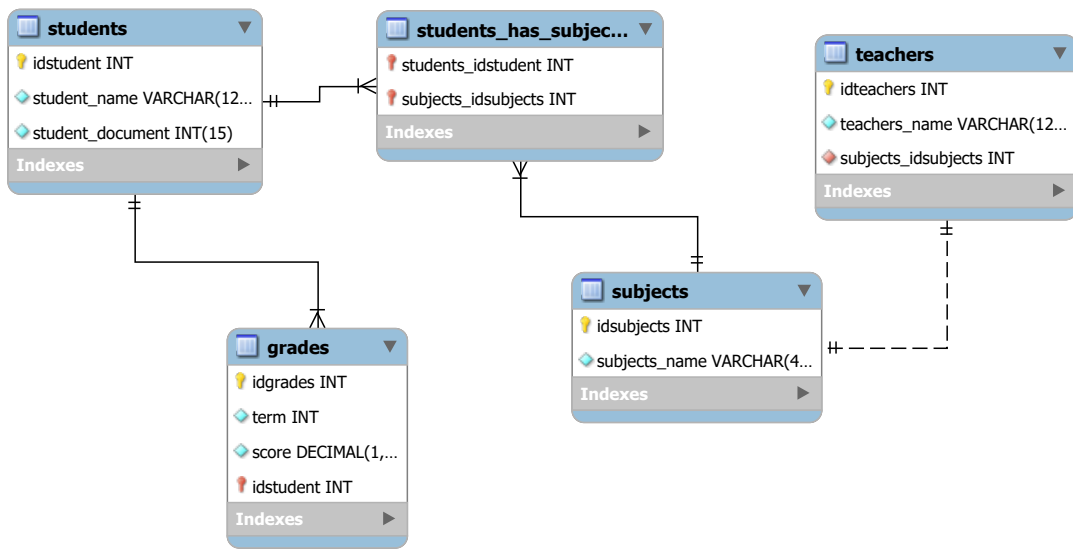 students
idstudent INT
student_name VARCHAR(12...
student_document INT(15)
Indexes
students_has_subjec...
students_idstudent INT
subjects_idsubjects INT
Indexes
teachers
idteachers INT
teachers_name VARCHAR(12...
subjects_idsubjects INT
Indexes
subjects
idsubjects INT
subjects_name VARCHAR(4...
Indexes
grades
idgrades INT
term INT
score DECIMAL(1,...
idstudent INT
Indexes